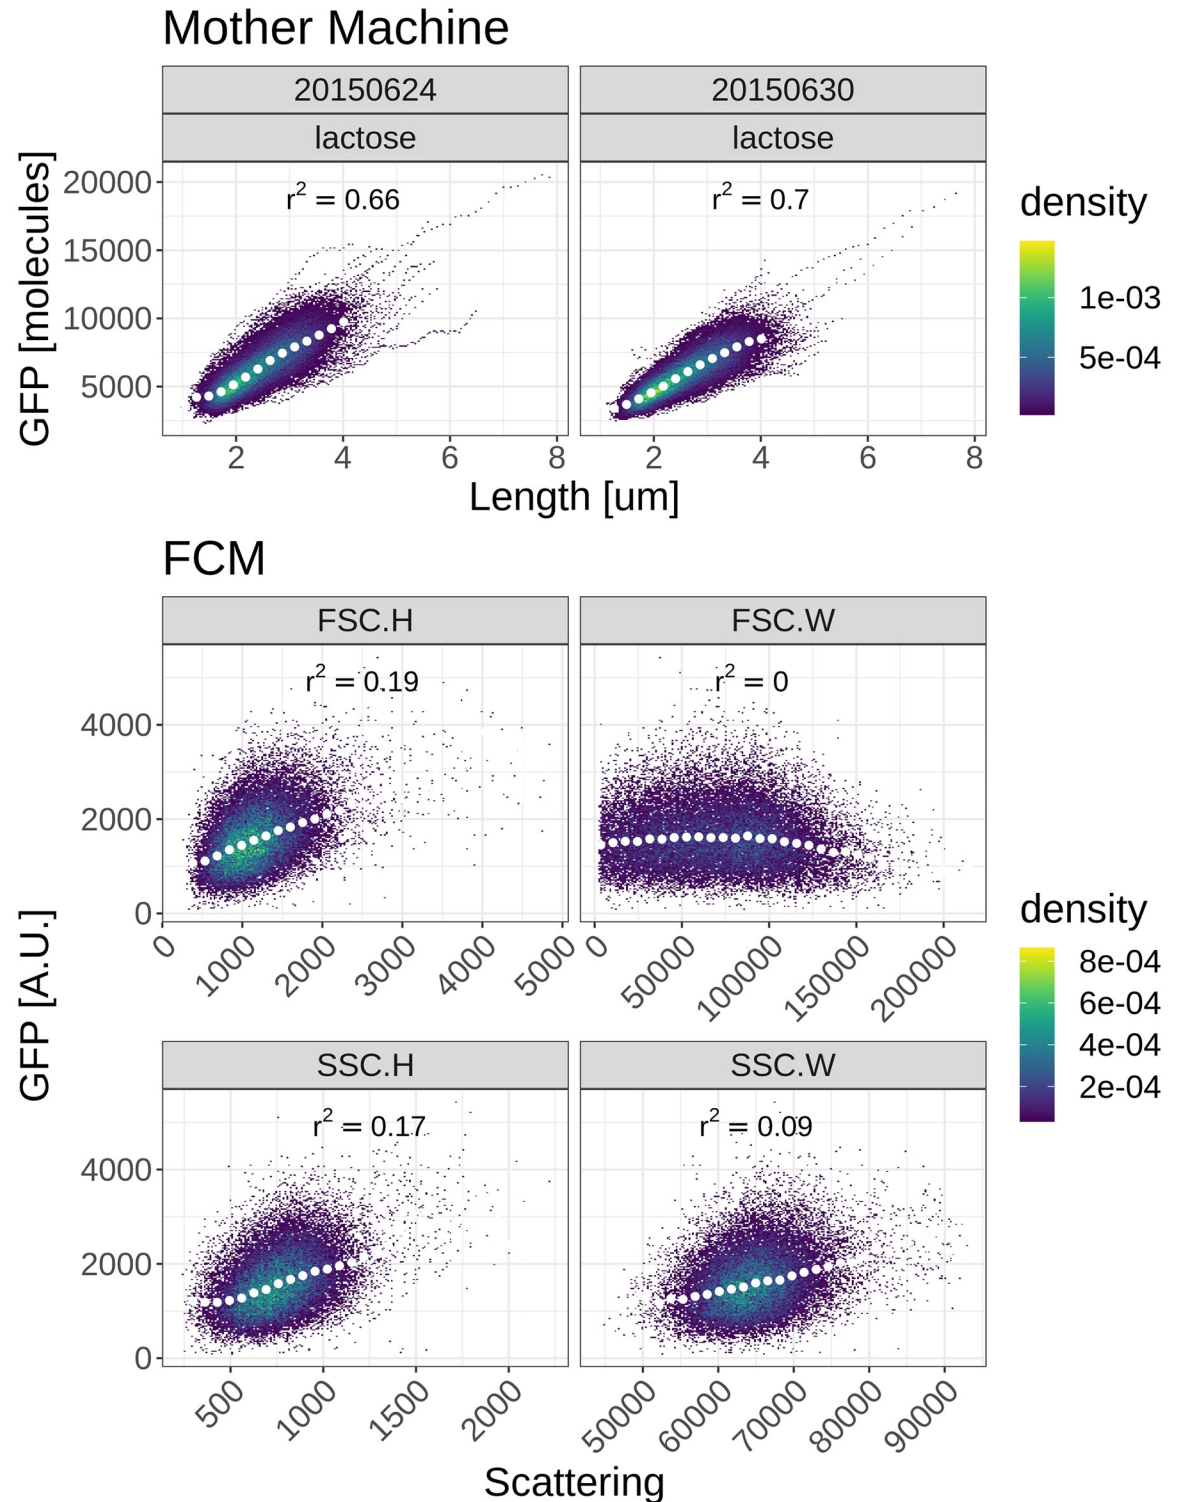 Mother Machine
20150624
20150630
lactose
lactose
GFP [molecules]
20000
15000
10000
5000
r² = 0.66
r² = 0.7
2
4
6
8
2
4
6
8
Length [um]
density
1e-03
5e-04
FCM
FSC.H
FSC.W
r² = 0.19
r² = 0
4000
2000
0
0
1000
2000
3000
4000
5000
0
50000
100000
150000
200000
GFP [A.U.]
density
8e-04
6e-04
4e-04
2e-04
SSC.H
SSC.W
r² = 0.17
r² = 0.09
4000
2000
0
500
1000
1500
2000
50000
60000
70000
80000
90000
Scattering